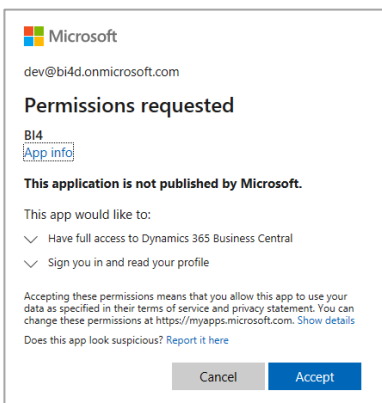 Microsoft
dev@bi4d.onmicrosoft.com
Permissions requested
BI4
App info
This application is not published by Microsoft.
This app would like to:
Have full access to Dynamics 365 Business Central
Sign you in and read your profile
Accepting these permissions means that you allow this app to use your
data as specified in their terms of service and privacy statement. You can
change these permissions at https://myapps.microsoft.com. Show details
Does this app look suspicious? Report it here
Cancel Accept